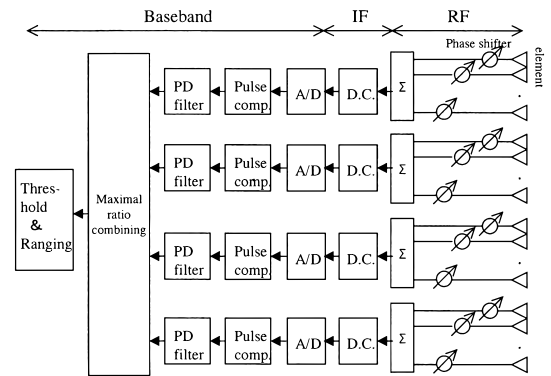 Baseband IF RF
Phase shifter
element
PD filter
Pulse comp.
A/D
D.C.
Σ
PD filter
Pulse comp.
A/D
D.C.
Σ
Thres-
hold
&
Ranging
Maximal
ratio
combining
PD filter
Pulse comp.
A/D
D.C.
Σ
PD filter
Pulse comp.
A/D
D.C.
Σ